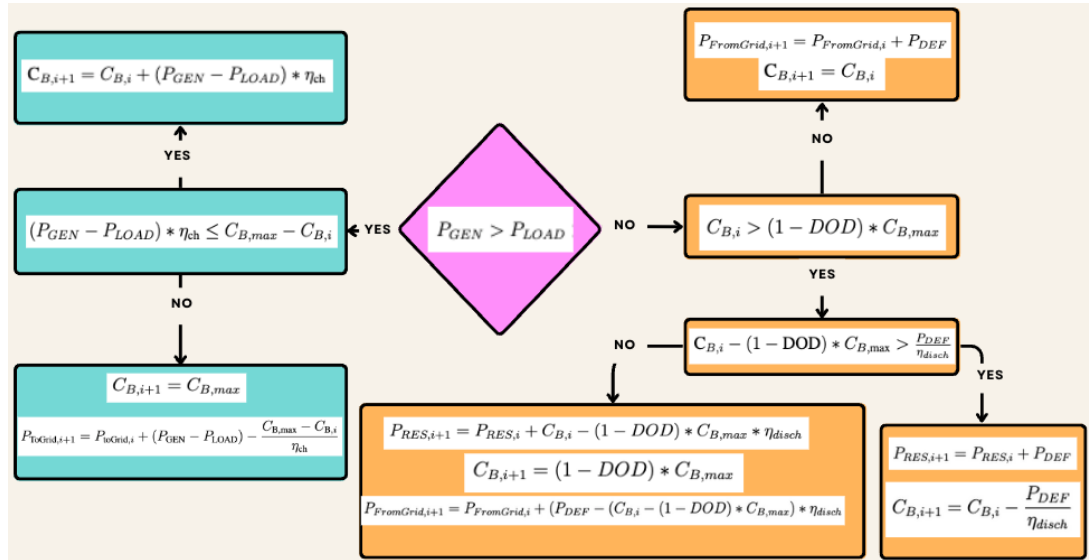 C_{B,i+1} = C_{B,i} + (P_{GEN} − P_{LOAD}) * η_{ch}
YES
(P_{GEN} − P_{LOAD}) * η_{ch} ≤ C_{B,max} − C_{B,i}
NO
C_{B,i+1} = C_{B,max}
P_{ToGrid,i+1} = P_{toGrid,i} + (P_{GEN} − P_{LOAD}) − \frac{C_{B,max} − C_{B,i}}{η_{ch}}
YES
P_{GEN} > P_{LOAD}
NO
P_{FromGrid,i+1} = P_{FromGrid,i} + P_{DEF}
C_{B,i+1} = C_{B,i}
NO
C_{B,i} > (1 − DOD) * C_{B,max}
YES
C_{B,i} − (1 − DOD) * C_{B,max} > \frac{P_{DEF}}{η_{disch}}
NO
YES
P_{RES,i+1} = P_{RES,i} + C_{B,i} − (1 − DOD) * C_{B,max} * η_{disch}
C_{B,i+1} = (1 − DOD) * C_{B,max}
P_{FromGrid,i+1} = P_{FromGrid,i} + (P_{DEF} − (C_{B,i} − (1 − DOD) * C_{B,max}) * η_{disch}
P_{RES,i+1} = P_{RES,i} + P_{DEF}
C_{B,i+1} = C_{B,i} − \frac{P_{DEF}}{η_{disch}}